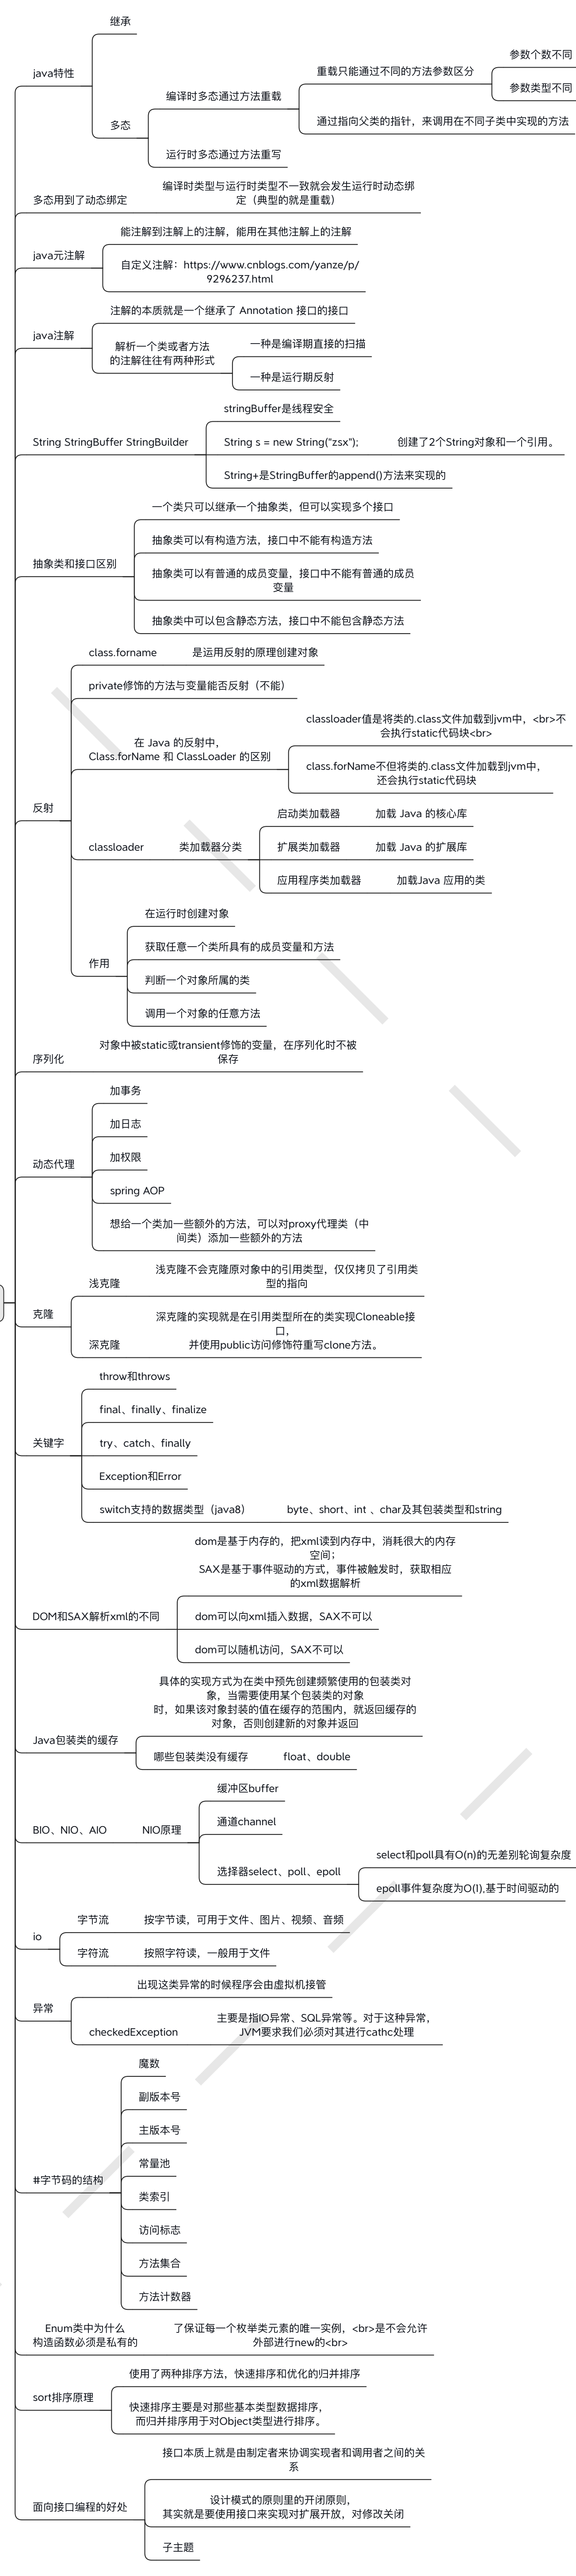 继承
java特性
参数个数不同
重载只能通过不同的方法参数区分
参数类型不同
编译时多态通过方法重载
通过指向父类的指针，来调用在不同子类中实现的方法
多态
运行时多态通过方法重写
多态用到了动态绑定
编译时类型与运行时类型不一致就会发生运行时动态绑
定（典型的就是重载）
能注解到注解上的注解，能用在其他注解上的注解
java元注解
自定义注解：https://www.cnblogs.com/yanze/p/
9296237.html
注解的本质就是一个继承了 Annotation 接口的接口
java注解
解析一个类或者方法
的注解往往有两种形式
一种是编译期直接的扫描
一种是运行期反射
stringBuffer是线程安全
String StringBuffer StringBuilder
String s = new String("zsx");
创建了2个String对象和一个引用。
String+是StringBuffer的append()方法来实现的
一个类只可以继承一个抽象类，但可以实现多个接口
抽象类可以有构造方法，接口中不能有构造方法
抽象类和接口区别
抽象类可以有普通的成员变量，接口中不能有普通的成员
变量
抽象类中可以包含静态方法，接口中不能包含静态方法
class.forname
是运用反射的原理创建对象
private修饰的方法与变量能否反射（不能）
在 Java 的反射中，
Class.forName 和 ClassLoader 的区别
classloader值是将类的.class文件加载到jvm中，<br>不
会执行static代码块<br>
class.forName不但将类的.class文件加载到jvm中，
还会执行static代码块
反射
启动类加载器
加载 Java 的核心库
classloader
类加载器分类
扩展类加载器
加载 Java 的扩展库
应用程序类加载器
加载Java 应用的类
在运行时创建对象
获取任意一个类所具有的成员变量和方法
作用
判断一个对象所属的类
调用一个对象的任意方法
序列化
对象中被static或transient修饰的变量，在序列化时不被
保存
加事务
加日志
动态代理
加权限
spring AOP
想给一个类加一些额外的方法，可以对proxy代理类（中
间类）添加一些额外的方法
浅克隆
浅克隆不会克隆原对象中的引用类型，仅仅拷贝了引用类
型的指向
克隆
深克隆
深克隆的实现就是在引用类型所在的类实现Cloneable接
口，
并使用public访问修饰符重写clone方法。
throw和throws
final、finally、finalize
关键字
try、catch、finally
Exception和Error
switch支持的数据类型（java8）
byte、short、int 、char及其包装类型和string
dom是基于内存的，把xml读到内存中，消耗很大的内存
空间；
SAX是基于事件驱动的方式，事件被触发时，获取相应
的xml数据解析
DOM和SAX解析xml的不同
dom可以向xml插入数据，SAX不可以
dom可以随机访问，SAX不可以
具体的实现方式为在类中预先创建频繁使用的包装类对
象，当需要使用某个包装类的对象
时，如果该对象封装的值在缓存的范围内，就返回缓存的
对象，否则创建新的对象并返回
Java包装类的缓存
哪些包装类没有缓存
float、double
缓冲区buffer
BIO、NIO、AIO
NIO原理
通道channel
选择器select、poll、epoll
select和poll具有O(n)的无差别轮询复杂度
epoll事件复杂度为O(l),基于时间驱动的
io
字节流
按字节读，可用于文件、图片、视频、音频
字符流
按照字符读，一般用于文件
出现这类异常的时候程序会由虚拟机接管
异常
checkedException
主要是指IO异常、SQL异常等。对于这种异常，
JVM要求我们必须对其进行cathc处理
魔数
副版本号
主版本号
常量池
#字节码的结构
类索引
访问标志
方法集合
方法计数器
Enum类中为什么
构造函数必须是私有的
了保证每一个枚举类元素的唯一实例，<br>是不会允许
外部进行new的<br>
使用了两种排序方法，快速排序和优化的归并排序
sort排序原理
快速排序主要是对那些基本类型数据排序，
而归并排序用于对Object类型进行排序。
接口本质上就是由制定者来协调实现者和调用者之间的关
系
面向接口编程的好处
设计模式的原则里的开闭原则，
其实就是要使用接口来实现对扩展开放，对修改关闭
子主题